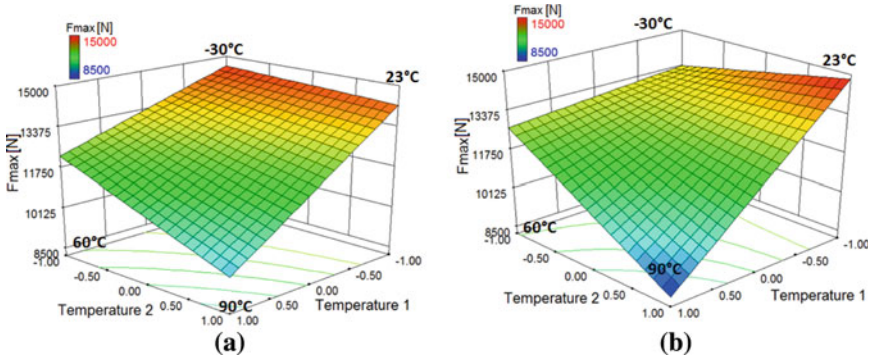 Fmax [N]
15000
8500
-30°C
23°C
15000
13375
11750
10125
8500
Fmax [N]
60°C
90°C
-1.00
-0.50
0.00
0.50
1.00
Temperature 2
1.00
0.50
0.00
-0.50
-1.00
Temperature 1
(a)
Fmax [N]
15000
8500
-30°C
23°C
15000
13375
11750
10125
8500
Fmax [N]
60°C
90°C
-1.00
-0.50
0.00
0.50
1.00
Temperature 2
1.00
0.50
0.00
-0.50
-1.00
Temperature 1
(b)